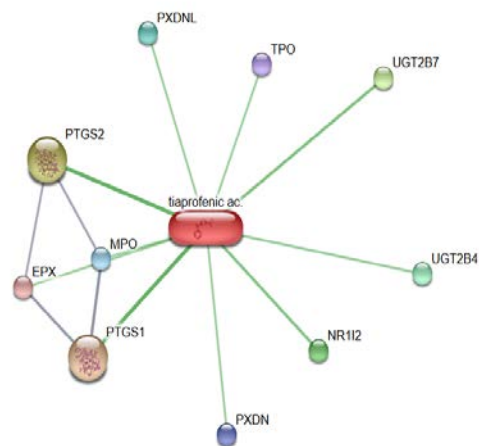 PXDNL
TPO
UGT2B7
PTGS2
tiaprofenic ac.
MPO
EPX
UGT2B4
PTGS1
NR1I2
PXDN